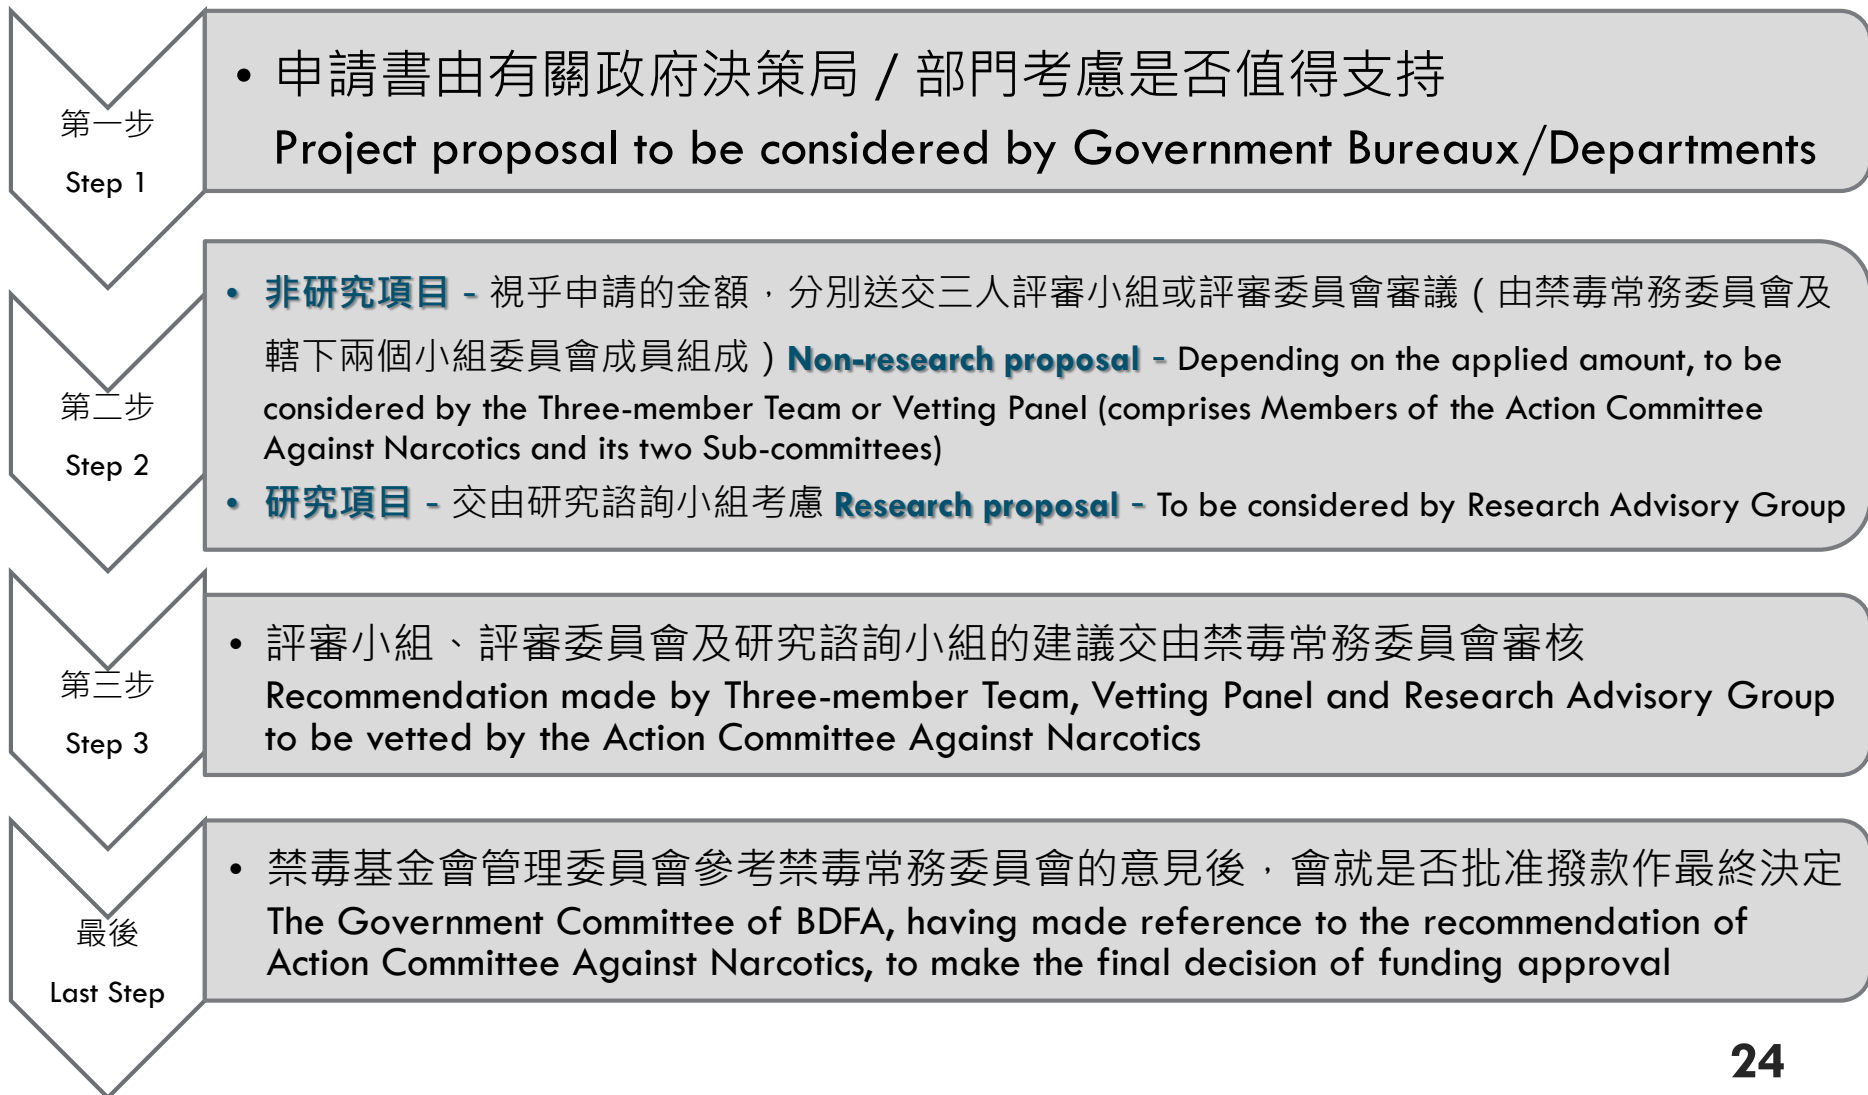 第一步
Step 1
• 申請書由有關政府決策局 / 部門考慮是否值得支持
Project proposal to be considered by Government Bureaux/Departments
第二步
Step 2
• 非研究項目 - 視乎申請的金額，分別送交三人評審小組或評審委員會審議 ( 由禁毒常務委員會及
轄下兩個小組委員會成員組成 ) Non-research proposal - Depending on the applied amount, to be
considered by the Three-member Team or Vetting Panel (comprises Members of the Action Committee
Against Narcotics and its two Sub-committees)
• 研究項目 - 交由研究諮詢小組考慮 Research proposal - To be considered by Research Advisory Group
第三步
Step 3
• 評審小組、評審委員會及研究諮詢小組的建議交由禁毒常務委員會審核
Recommendation made by Three-member Team, Vetting Panel and Research Advisory Group
to be vetted by the Action Committee Against Narcotics
最後
Last Step
• 禁毒基金會管理委員會參考禁毒常務委員會的意見後，會就是否批准撥款作最終決定
The Government Committee of BDFA, having made reference to the recommendation of
Action Committee Against Narcotics, to make the final decision of funding approval
24